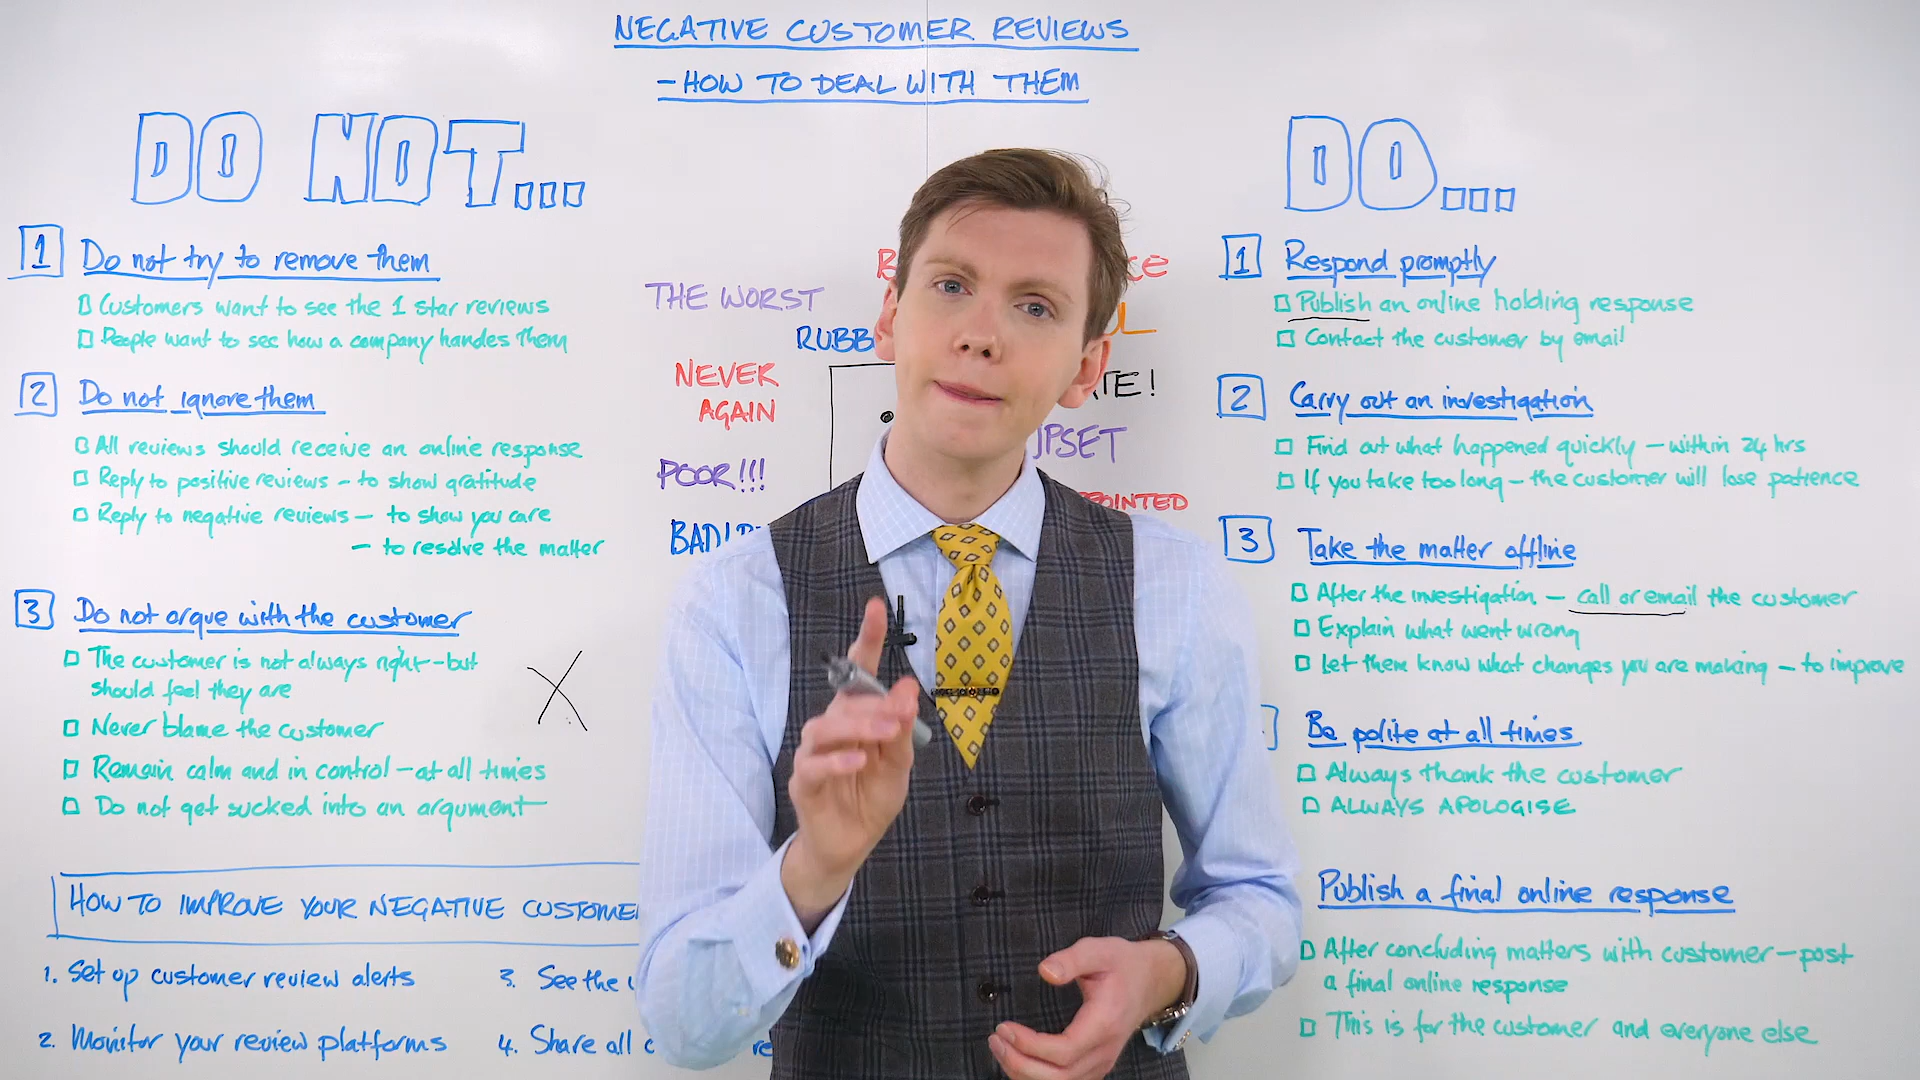 NEGATIVE CUSTOMER REVIEWS
- HOW TO DEAL WITH THEM
DO NOT...
1 Do not try to remove them
Customers want to see the 1 star reviews
People want to see how a company handles them
2 Do not ignore them
All reviews should receive an online response
Reply to positive reviews - to show gratitude
Reply to negative reviews - to show you care
- to resolve the matter
3 Do not argue with the customer
The customer is not always right - but
should feel they are
Never blame the customer
Remain calm and in control - at all times
Do not get sucked into an argument
THE WORST
NEVER
AGAIN
POOR!!!
BAD!
DO...
1 Respond promptly
Publish an online holding response
Contact the customer by email
2 Carry out an investigation
Find out what happened quickly - within 24 hrs
If you take too long - the customer will lose patience
3 Take the matter offline
After the investigation - call or email the customer
Explain what went wrong
Let them know what changes you are making - to improve
Be polite at all times
Always thank the customer
ALWAYS APOLOGISE
Publish a final online response
After concluding matters with customer - post
a final online response
This is for the customer and everyone else
HOW TO IMPROVE YOUR NEGATIVE
1. Set up customer review alerts
2. Monitor your review platforms
3. See the
4. Share all